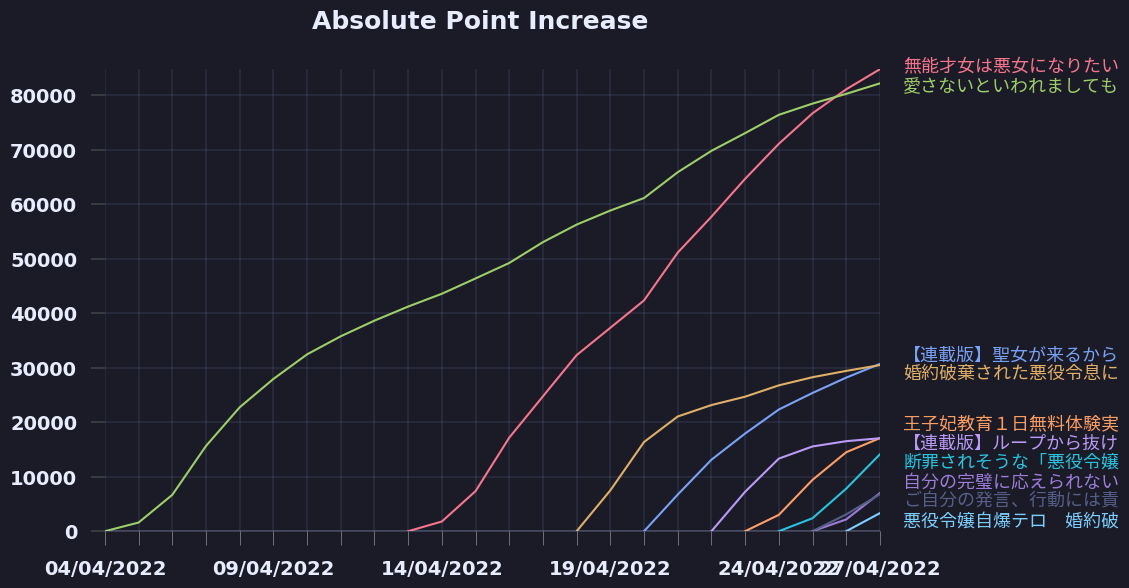 Absolute Point Increase
80000
70000
60000
50000
40000
30000
20000
10000
0
04/04/2022
09/04/2022
14/04/2022
19/04/2022
24/04/2022
27/04/2022
無能才女は悪女になりたい
愛さないといわれましても
【連載版】聖女が来るから
婚約破棄された悪役令息に
王子妃教育１日無料体験実
【連載版】ループから抜け
断罪されそうな「悪役令嬢
自分の完璧に応えられない
ご自分の発言、行動には責
悪役令嬢自爆テロ　婚約破